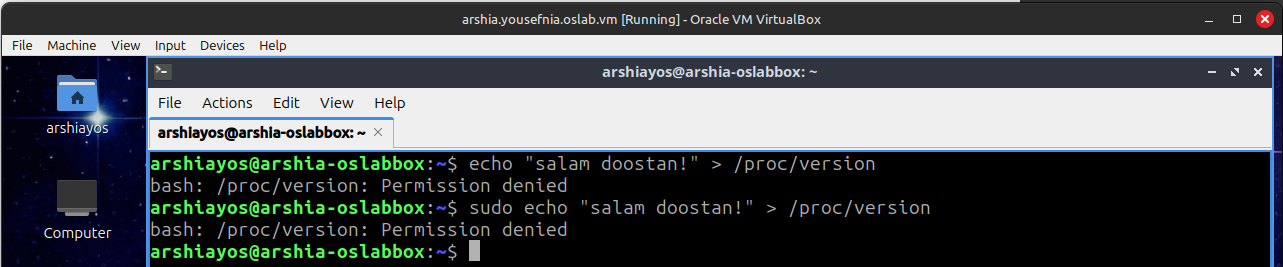 arshia.yousefnia.oslab.vm [Running] - Oracle VM VirtualBox
File Machine View Input Devices Help
arshiayos@arshia-oslabbox: ~
File Actions Edit View Help
arshiayos@arshia-oslabbox: ~
arshiayos
Computer
arshiayos@arshia-oslabbox:~$ echo "salam doostan!" > /proc/version
bash: /proc/version: Permission denied
arshiayos@arshia-oslabbox:~$ sudo echo "salam doostan!" > /proc/version
bash: /proc/version: Permission denied
arshiayos@arshia-oslabbox:~$